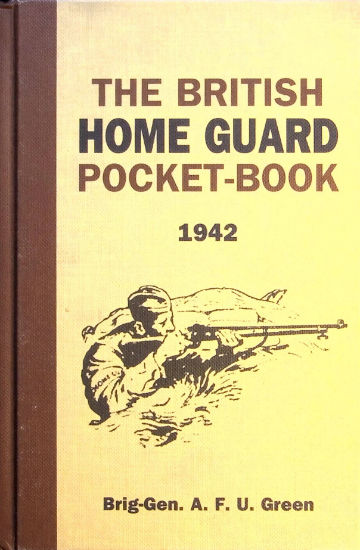 THE BRITISH
HOME GUARD
POCKET-BOOK
1942
Brig-Gen. A. F. U. Green